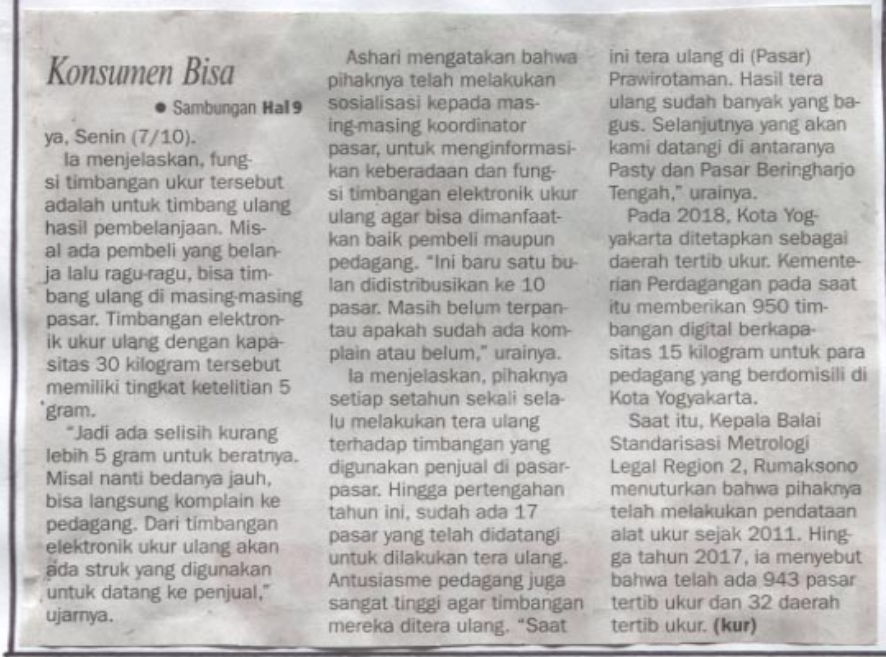 Konsumen Bisa
● Sambungan Hal 9
ya, Senin (7/10).
Ia menjelaskan, fung-
si timbangan ukur tersebut
adalah untuk timbang ulang
hasil pembelanjaan. Mis-
al ada pembeli yang belan-
ja lalu ragu-ragu, bisa tim-
bang ulang di masing-masing
pasar. Timbangan elektron-
ik ukur ulang dengan kapa-
sitas 30 kilogram tersebut
memiliki tingkat ketelitian 5
gram.
"Jadi ada selisih kurang
lebih 5 gram untuk beratnya.
Misal nanti bedanya jauh,
bisa langsung komplain ke
pedagang. Dari timbangan
elektronik ukur ulang akan
ada struk yang digunakan
untuk datang ke penjual,"
ujarnya.
Ashari mengatakan bahwa
pihaknya telah melakukan
sosialisasi kepada mas-
ing-masing koordinator
pasar, untuk menginformasi-
kan keberadaan dan fung-
si timbangan elektronik ukur
ulang agar bisa dimanfaat-
kan baik pembeli maupun
pedagang. "Ini baru satu bu-
lan didistribusikan ke 10
pasar. Masih belum terpan-
tau apakah sudah ada kom-
plain atau belum," urainya.
Ia menjelaskan, pihaknya
setiap setahun sekali sela-
lu melakukan tera ulang
terhadap timbangan yang
digunakan penjual di pasar-
pasar. Hingga pertengahan
tahun ini, sudah ada 17
pasar yang telah didatangi
untuk dilakukan tera ulang.
Antusiasme pedagang juga
sangat tinggi agar timbangan
mereka ditera ulang. "Saat
ini tera ulang di (Pasar)
Prawirotaman. Hasil tera
ulang sudah banyak yang ba-
gus. Selanjutnya yang akan
kami datangi di antaranya
Pasty dan Pasar Beringharjo
Tengah," urainya.
Pada 2018, Kota Yog-
yakarta ditetapkan sebagai
daerah tertib ukur. Kemente-
rian Perdagangan pada saat
itu memberikan 950 tim-
bangan digital berkapa-
sitas 15 kilogram untuk para
pedagang yang berdomisili di
Kota Yogyakarta.
Saat itu, Kepala Balai
Standarisasi Metrologi
Legal Region 2, Rumaksono
menuturkan bahwa pihaknya
telah melakukan pendataan
alat ukur sejak 2011. Hing-
ga tahun 2017, ia menyebut
bahwa telah ada 943 pasar
tertib ukur dan 32 daerah
tertib ukur. (kur)